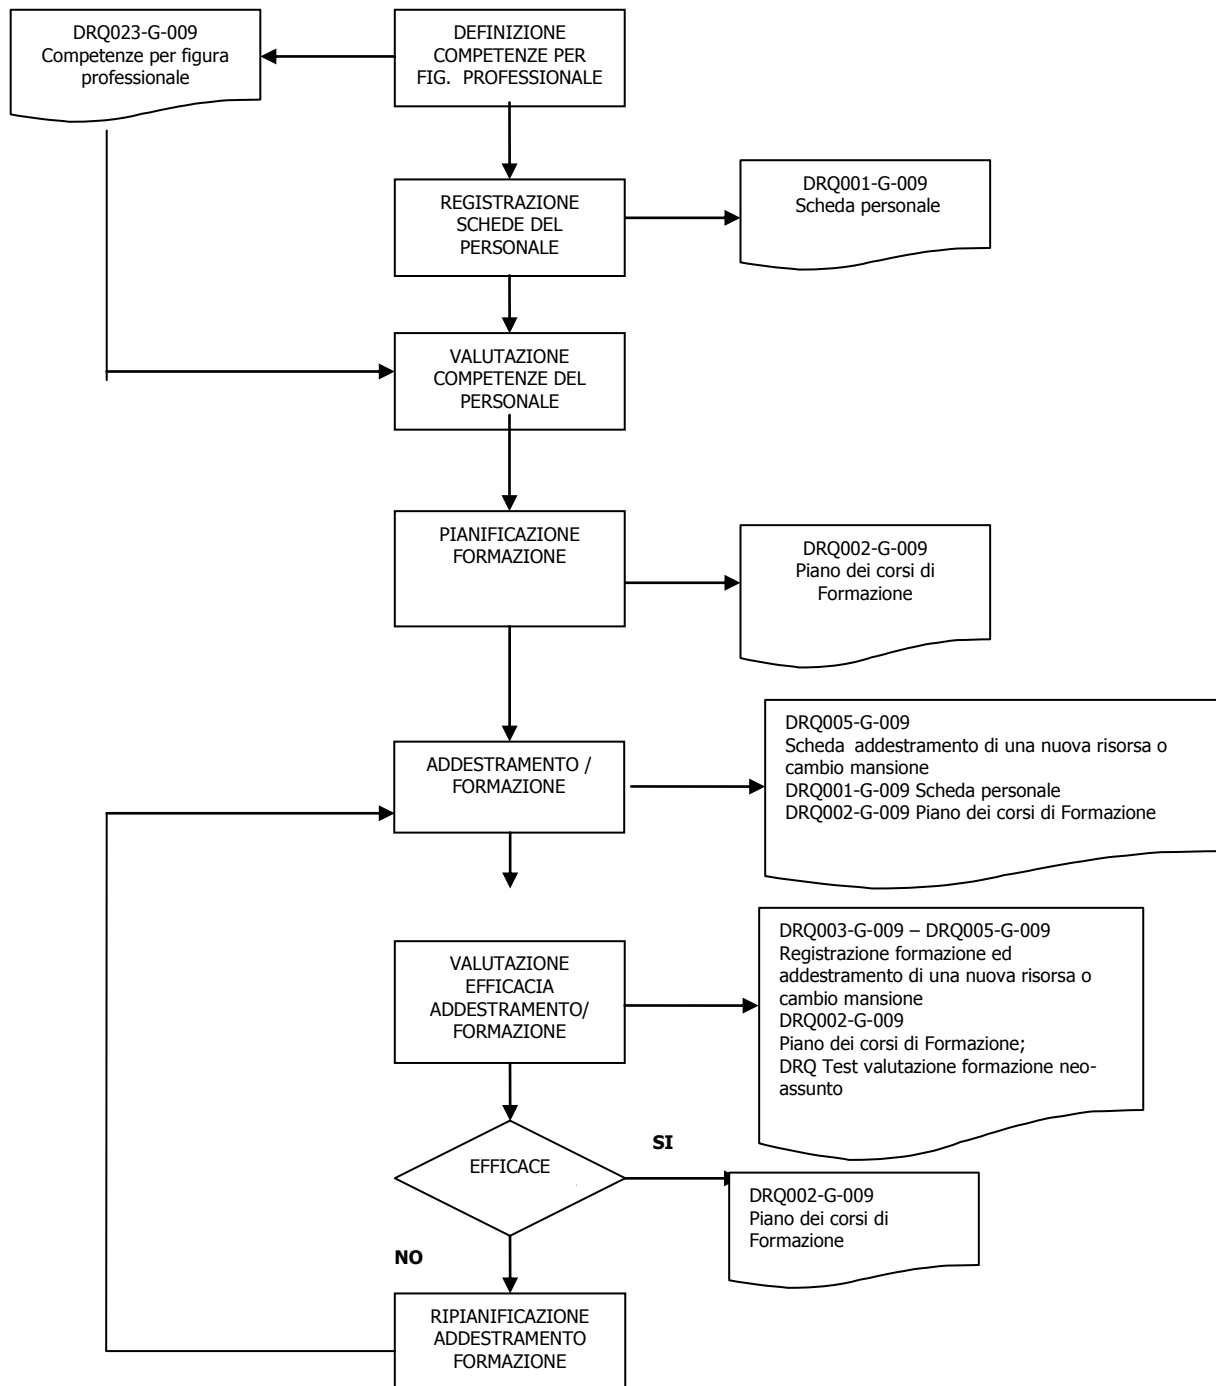 DRQ023-G-009
Competenze per figura
professionale
DEFINIZIONE
COMPETENZE PER
FIG. PROFESSIONALE
REGISTRAZIONE
SCHEDE DEL
PERSONALE
DRQ001-G-009
Scheda personale
VALUTAZIONE
COMPETENZE DEL
PERSONALE
PIANIFICAZIONE
FORMAZIONE
DRQ002-G-009
Piano dei corsi di
Formazione
ADDESTRAMENTO /
FORMAZIONE
DRQ005-G-009
Scheda addestramento di una nuova risorsa o
cambio mansione
DRQ001-G-009 Scheda personale
DRQ002-G-009 Piano dei corsi di Formazione
VALUTAZIONE
EFFICACIA
ADDESTRAMENTO/
FORMAZIONE
DRQ003-G-009 – DRQ005-G-009
Registrazione formazione ed
addestramento di una nuova risorsa o
cambio mansione
DRQ002-G-009
Piano dei corsi di Formazione;
DRQ Test valutazione formazione neo-
assunto
EFFICACE
SI
DRQ002-G-009
Piano dei corsi di
Formazione
NO
RIPIANIFICAZIONE
ADDESTRAMENTO
FORMAZIONE